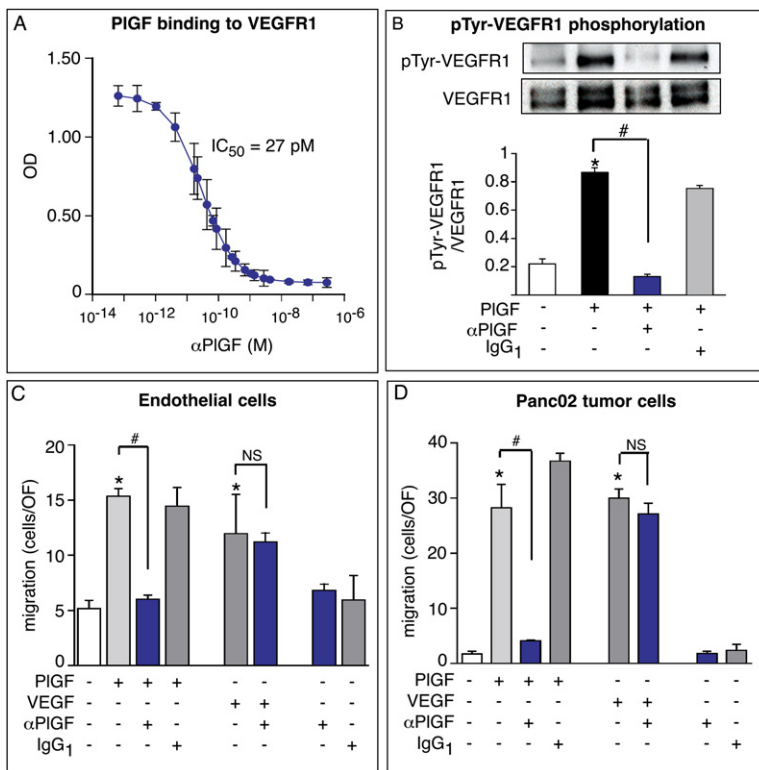 A
PlGF binding to VEGFR1
1.50
1.00
0.50
0
OD
IC50 = 27 pM
10-14 10-12 10-10 10-8 10-6
αPlGF (M)
B
pTyr-VEGFR1 phosphorylation
pTyr-VEGFR1
VEGFR1
pTyr-VEGFR1
/VEGFR1
1
0.8
0.6
0.4
0.2
*
#
PlGF - + + +
αPlGF - - + -
IgG1 - - - +
C
Endothelial cells
migration (cells/OF)
20
15
10
5
0
* # * NS
PlGF - + + + - - - -
VEGF - - - - + + - -
αPlGF - - + - - + + -
IgG1 - - - + - - - +
D
Panc02 tumor cells
migration (cells/OF)
40
30
20
10
0
* # * NS
PlGF - + + + - - - -
VEGF - - - - + + - -
αPlGF - - + - - + + -
IgG1 - - - + - - - +